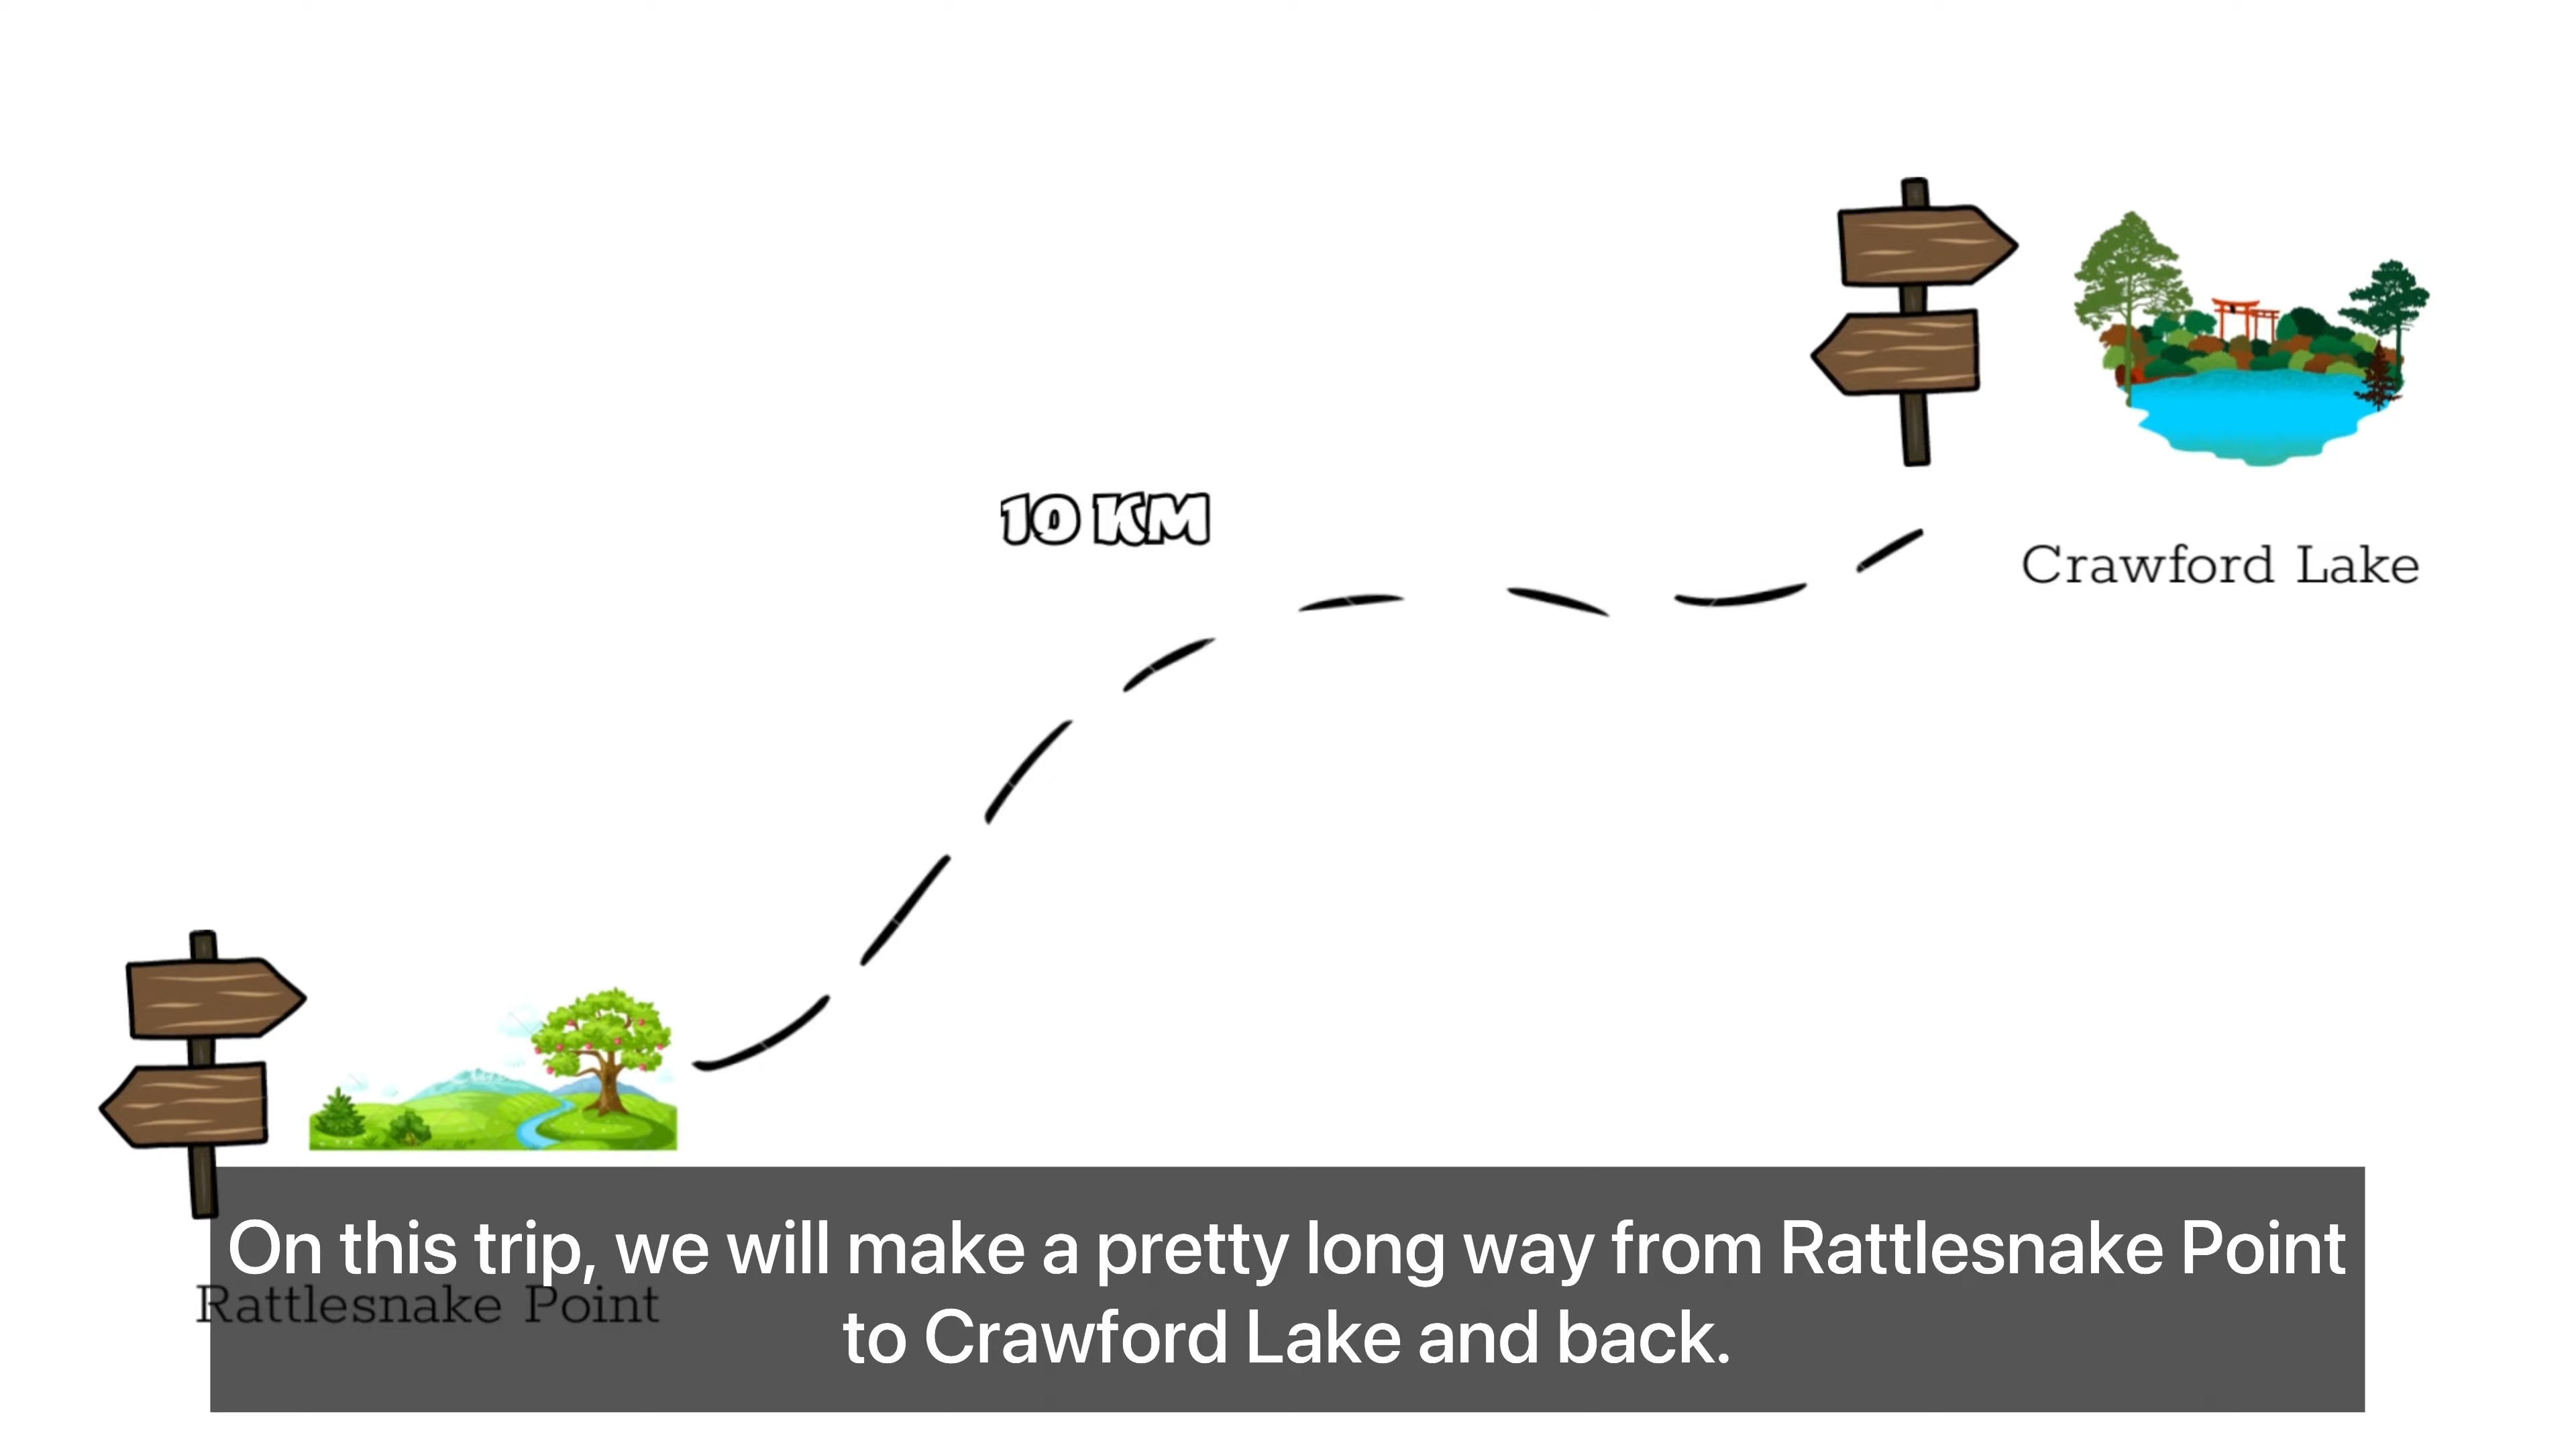 10 KM
Crawford Lake
On this trip, we will make a pretty long way from Rattlesnake Point
Rattlesnake Point
to Crawford Lake and back.